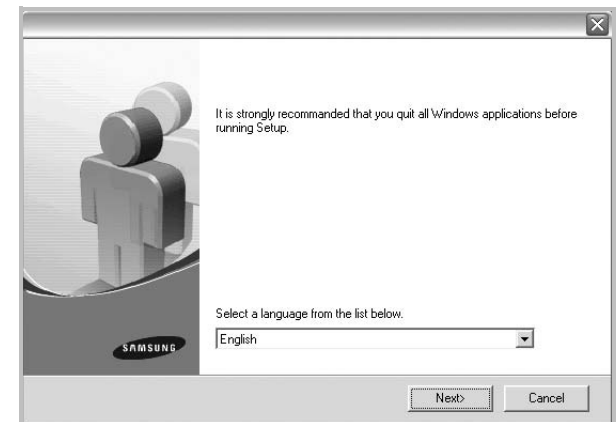 It is strongly recommanded that you quit all Windows applications before
running Setup.
Select a language from the list below.
English
SAMSUNG
Next>
Cancel